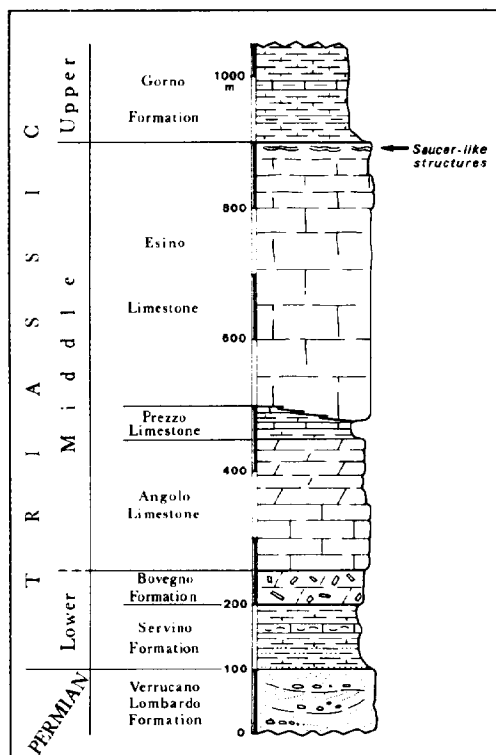 TRIASSIC
Upper
Middle
Lower
PERMIAN
Gorno
Formation
Esino
Limestone
Prezzo
Limestone
Angolo
Limestone
Bovegno
Formation
Servino
Formation
Verrucano
Lombardo
Formation
1000
m
800
600
400
200
100
0
Saucer-like
structures